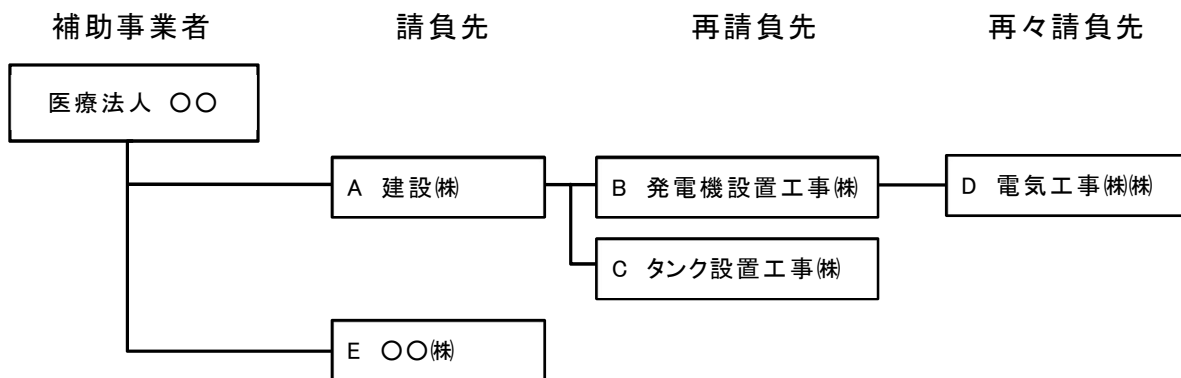 補助事業者 請負先 再請負先 再々請負先
医療法人 〇〇
A 建設㈱ B 発電機設置工事㈱ D 電気工事㈱㈱
C タンク設置工事㈱
E 〇〇㈱